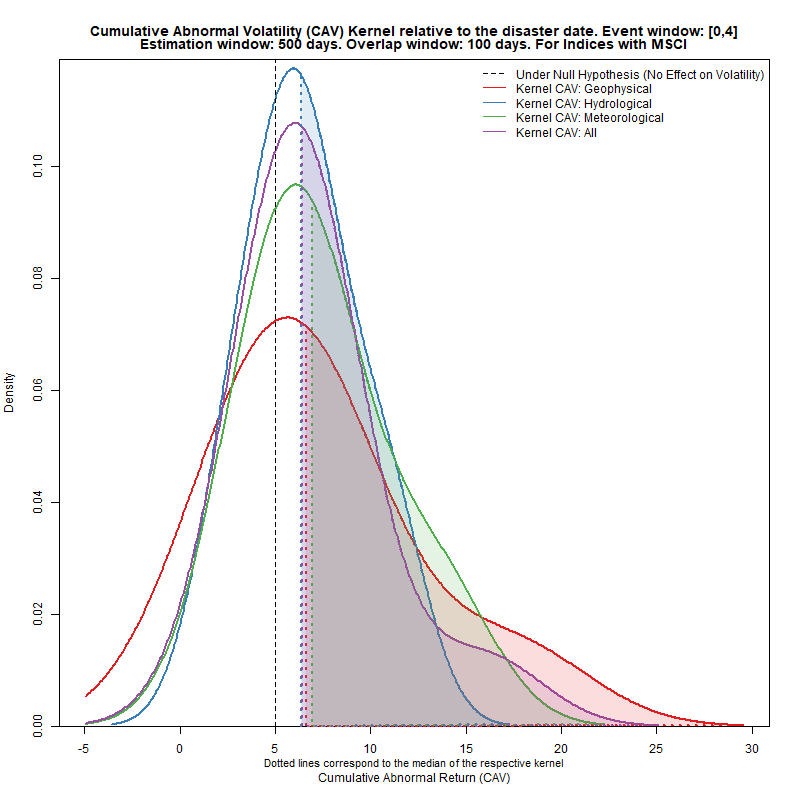 Cumulative Abnormal Volatility (CAV) Kernel relative to the disaster date. Event window: [0,4]
Estimation window: 500 days. Overlap window: 100 days. For Indices with MSCI
Under Null Hypothesis (No Effect on Volatility)
Kernel CAV: Geophysical
Kernel CAV: Hydrological
Kernel CAV: Meteorological
Kernel CAV: All
Density
0.10
0.08
0.06
0.04
0.02
0.00
-5 0 5 10 15 20 25 30
Dotted lines correspond to the median of the respective kernel
Cumulative Abnormal Return (CAV)